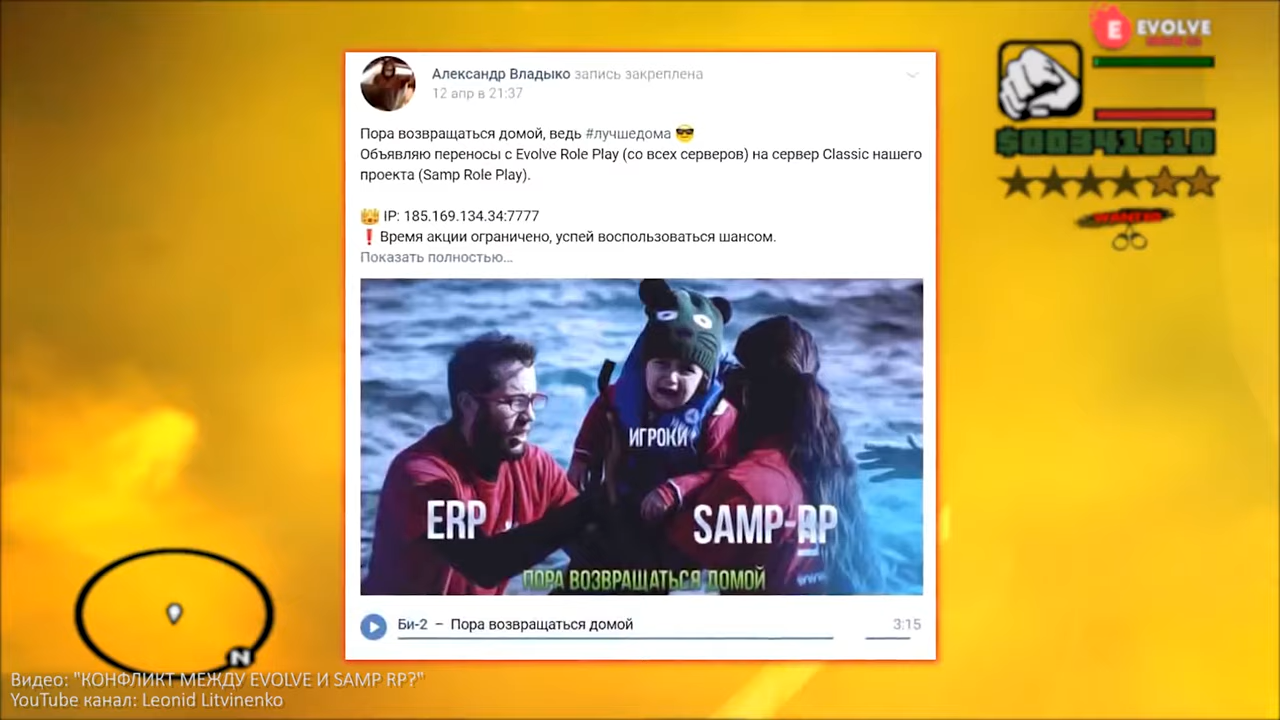 EVOLVE
$00341610
WANTED
Александр Владыко запись закреплена
12 апр в 21:37
Пора возвращаться домой, ведь #лучшедома
Объявляю переносы с Evolve Role Play (со всех серверов) на сервер Classic нашего
проекта (Samp Role Play).
IP: 185.169.134.34:7777
Время акции ограничено, успей воспользоваться шансом.
Показать полностью...
ИГРОКИ
ERP
SAMP-RP
ПОРА ВОЗВРАЩАТЬСЯ ДОМОЙ
Би-2 – Пора возвращаться домой 3:15
N
Видео: "КОНФЛИКТ МЕЖДУ EVOLVE И SAMP RP?"
YouTube канал: Leonid Litvinenko